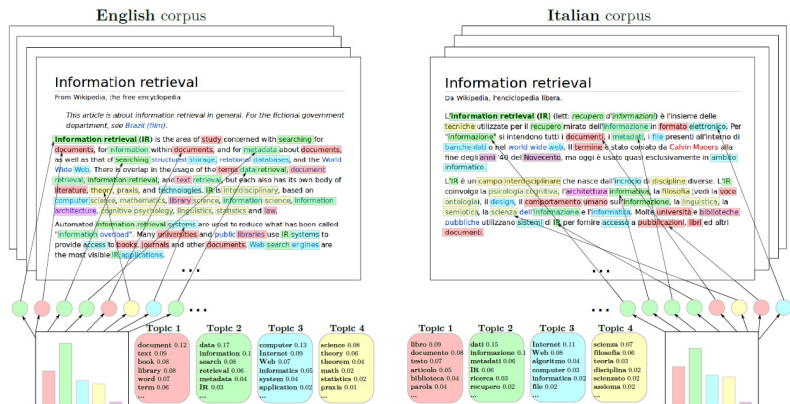 English corpus
Information retrieval
From Wikipedia, the free encyclopedia
This article is about information retrieval in general. For the fictional government
department, see Brazil (film).
Information retrieval (IR) is the area of study concerned with searching for
documents, for information within documents, and for metadata about documents,
as well as that of searching structured storage, relational databases, and the World
Wide Web. There is overlap in the usage of the terms data retrieval, document
retrieval, information retrieval, and text retrieval, but each also has its own body of
literature, theory, praxis, and technologies. IR is interdisciplinary, based on
computer science, mathematics, library science, information science, information
architecture, cognitive psychology, linguistics, statistics and law.
Automated information retrieval systems are used to reduce what has been called
"information overload". Many universities and public libraries use IR systems to
provide access to books, journals and other documents. Web search engines are
the most visible IR applications.
...
...
Topic 1
document 0.12
text 0.09
book 0.08
library 0.08
word 0.07
term 0.06
Topic 2
data 0.17
information 0.1
search 0.08
retrieval 0.06
metadata 0.04
IR 0.03
Topic 3
computer 0.13
Internet 0.09
Web 0.07
informatics 0.05
system 0.04
application 0.02
Topic 4
science 0.08
theory 0.06
theorem 0.04
math 0.02
statistics 0.02
praxis 0.01
Italian corpus
Information retrieval
Da Wikipedia, l'enciclopedia libera.
L'Information retrieval (IR) (lett: recupero d'informazioni) è l'insieme delle
tecniche utilizzate per il recupero mirato dell'informazione in formato elettronico. Per
"informazione" si intendono tutti i documenti, i metadati, i file presenti all'interno di
banche dati o nel world wide web. Il termine è stato coniato da Calvin Mooers alla
fine degli anni '40 del Novecento, ma oggi è usato quasi esclusivamente in ambito
informatico.
L'IR è un campo interdisciplinare che nasce dall'incrocio di discipline diverse. L'IR
coinvolge la psicologia cognitiva, l'architettura informativa, la filosofia (vedi la voce
ontologia), il design, il comportamento umano sull'informazione, la linguistica, la
semiotica, la scienza dell'informazione e l'informatica. Molte università e biblioteche
pubbliche utilizzano sistemi di IR per fornire accesso a pubblicazioni, libri ed altri
documenti.
...
...
Topic 1
libro 0.09
documento 0.08
testo 0.07
articolo 0.05
biblioteca 0.04
parola 0.04
Topic 2
dati 0.15
informazione 0.1
metadati 0.06
IR 0.06
ricerca 0.03
recupero 0.02
Topic 3
Internet 0.11
Web 0.08
algoritmo 0.04
computer 0.03
informatica 0.02
file 0.02
Topic 4
scienza 0.07
filosofia 0.06
teoria 0.03
disciplina 0.02
scienziato 0.02
assioma 0.02